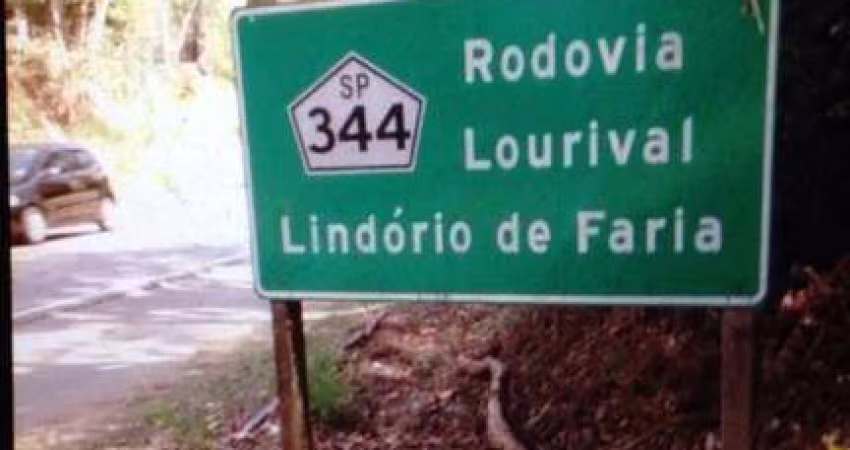 SP
344
Rodovia
Lourival
Lindório de Faria